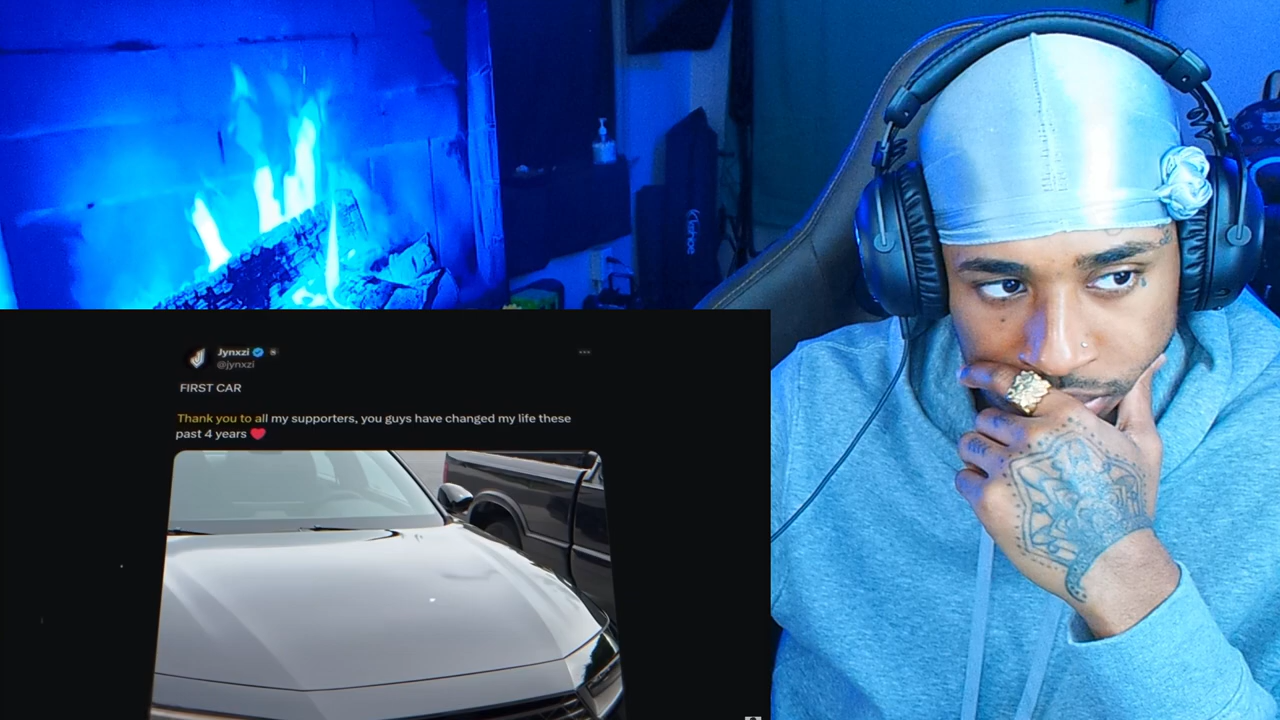 Jynxzi
@jynxzi
FIRST CAR
Thank you to all my supporters, you guys have changed my life these
past 4 years ❤️